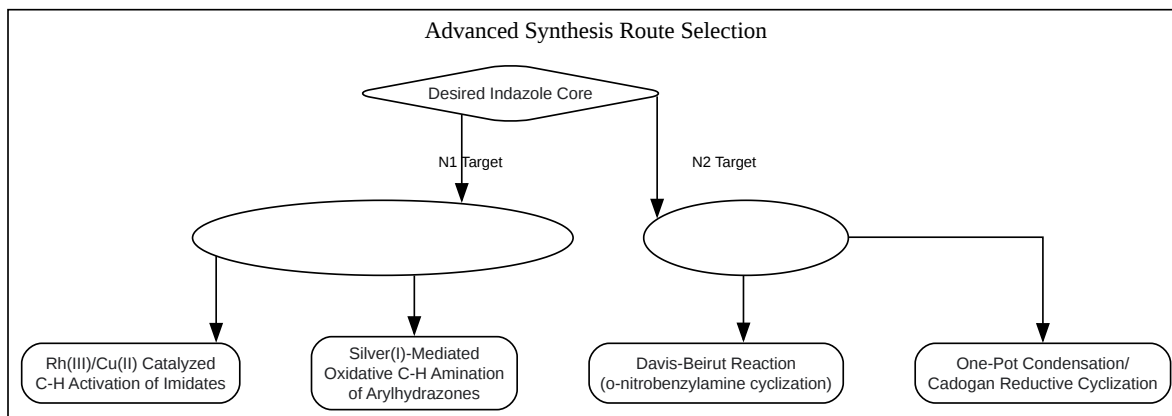 Advanced Synthesis Route Selection
Desired Indazole Core
N1 Target
N2 Target
Rh(III)/Cu(II) Catalyzed
C-H Activation of Imidates
Silver(I)-Mediated
Oxidative C-H Amination
of Arylhydrazones
Davis-Beirut Reaction
(o-nitrobenzylamine cyclization)
One-Pot Condensation/
Cadogan Reductive Cyclization